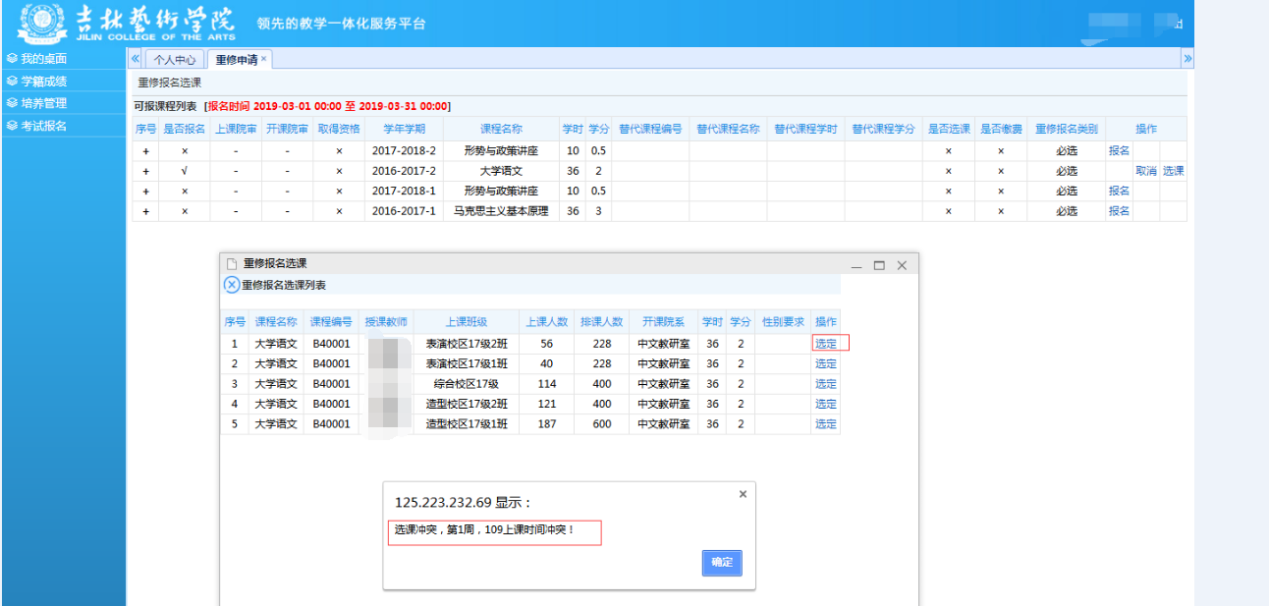 吉林藝術学院 领先的教学一体化服务平台
JILIN COLLEGE OF THE ARTS
我的桌面
学籍成绩
培养管理
考试报名
« 个人中心 重修申请 × »
重修报名选课
可报课程列表 [报名时间 2019-03-01 00:00 至 2019-03-31 00:00]
序号 是否报名 上课院审 开课院审 取得资格 学年学期 课程名称 学时 学分 替代课程编号 替代课程名称 替代课程学时 替代课程学分 是否选课 是否缴费 重修报名类别 操作
+ × - - × 2017-2018-2 形势与政策讲座 10 0.5 × × 必选 报名
+ √ - - × 2016-2017-2 大学语文 36 2 × × 必选 取消 选课
+ × - - × 2017-2018-1 形势与政策讲座 10 0.5 × × 必选 报名
+ × - - × 2016-2017-1 马克思主义基本原理 36 3 × × 必选 报名
重修报名选课
重修报名选课列表
序号 课程名称 课程编号 授课教师 上课班级 上课人数 排课人数 开课院系 学时 学分 性别要求 操作
1 大学语文 B40001 表演校区17级2班 56 228 中文教研室 36 2 选定
2 大学语文 B40001 表演校区17级1班 40 228 中文教研室 36 2 选定
3 大学语文 B40001 综合校区17级 114 400 中文教研室 36 2 选定
4 大学语文 B40001 造型校区17级2班 121 400 中文教研室 36 2 选定
5 大学语文 B40001 造型校区17级1班 187 600 中文教研室 36 2 选定
125.223.232.69 显示：
选课冲突，第1周，109上课时间冲突！
确定